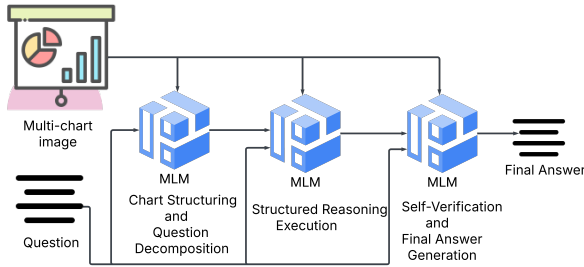 Multi-chart
image
Question
MLM
Chart Structuring
and
Question
Decomposition
MLM
Structured Reasoning
Execution
MLM
Self-Verification
and
Final Answer
Generation
Final Answer